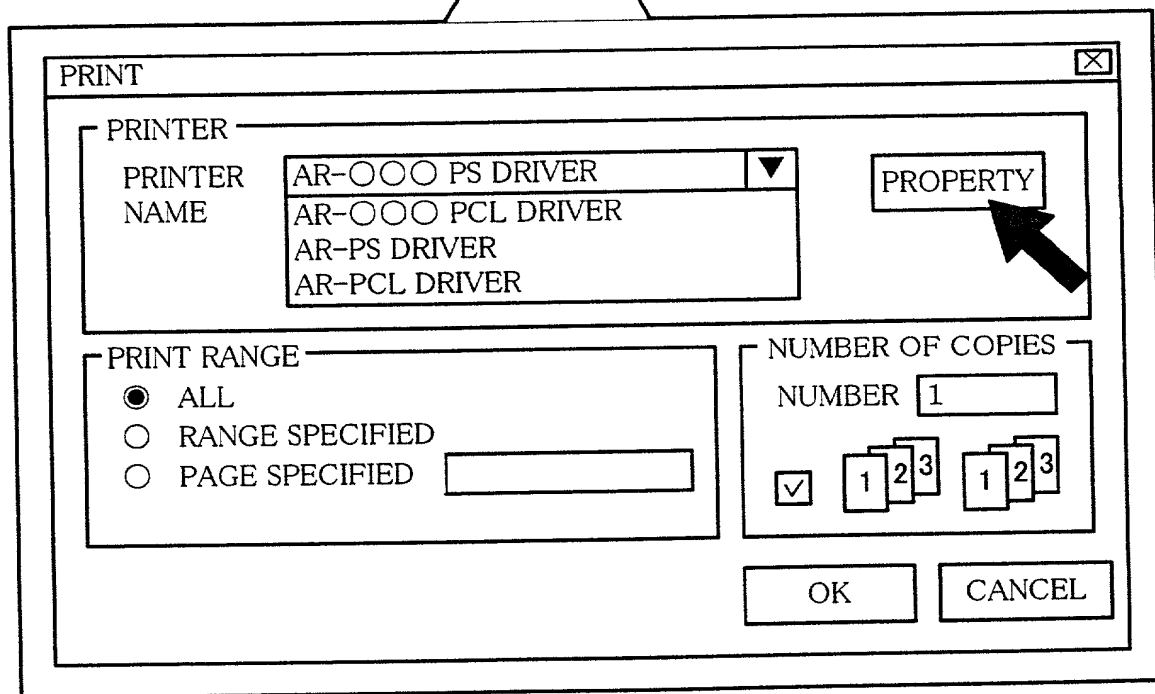 PRINT
PRINTER
PRINTER NAME
AR-○○○ PS DRIVER
AR-○○○ PCL DRIVER
AR-PS DRIVER
AR-PCL DRIVER
PROPERTY
PRINT RANGE
ALL
RANGE SPECIFIED
PAGE SPECIFIED
NUMBER OF COPIES
NUMBER 1
1 2 3 1 2 3
OK CANCEL